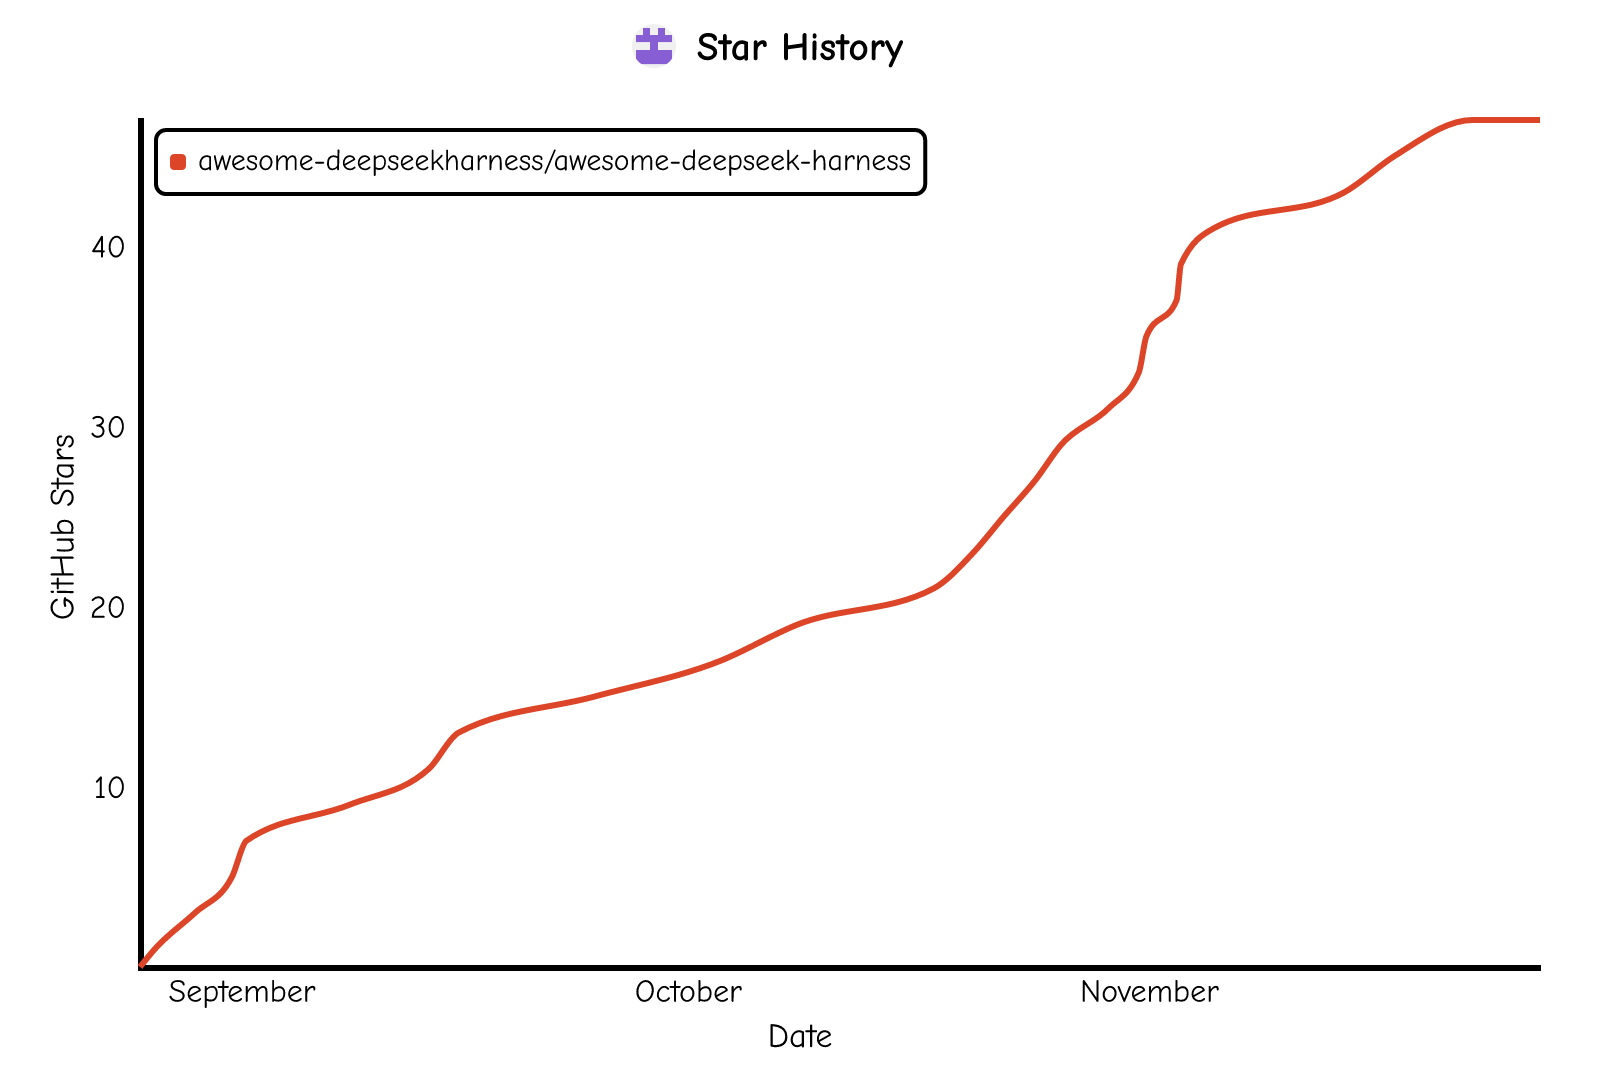 Star History
awesome-deepseekharness/awesome-deepseek-harness
40
30
20
10
GitHub Stars
September
October
November
Date